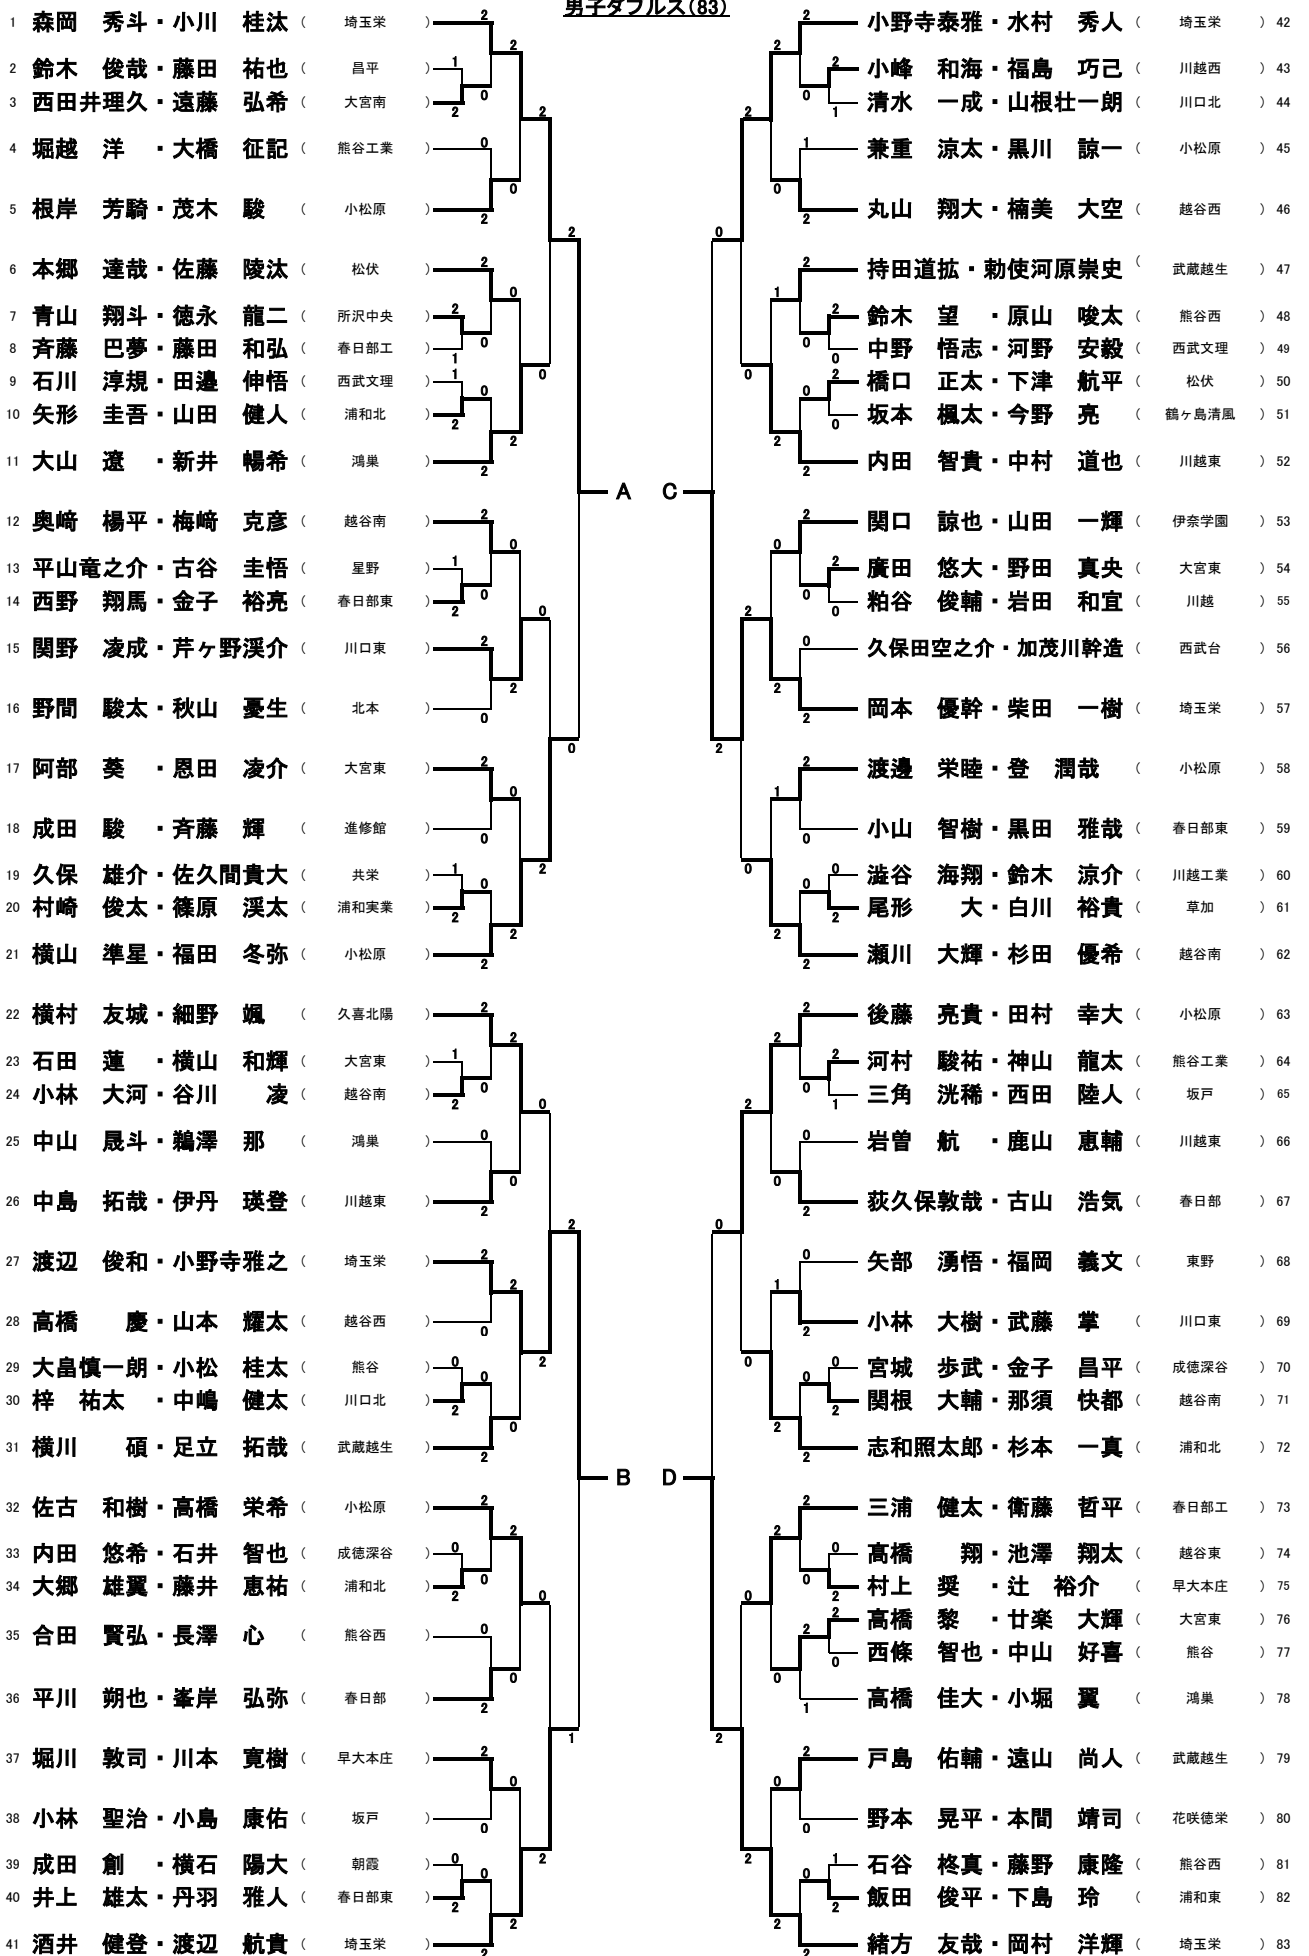 男子ダブルス(83)
1 森岡 秀斗・小川 桂汰 ( 埼玉栄 )
2 鈴木 俊哉・藤田 祐也 ( 昌平 )
3 西田井理久・遠藤 弘希 ( 大宮南 )
4 堀越 洋 ・大橋 征記 ( 熊谷工業 )
5 根岸 芳騎・茂木 駿 ( 小松原 )
6 本郷 達哉・佐藤 陵汰 ( 松伏 )
7 青山 翔斗・徳永 龍二 ( 所沢中央 )
8 斉藤 巴夢・藤田 和弘 ( 春日部工 )
9 石川 淳規・田邉 伸悟 ( 西武文理 )
10 矢形 圭吾・山田 健人 ( 浦和北 )
11 大山 遼 ・新井 暢希 ( 鴻巣 )
12 奥﨑 楊平・梅﨑 克彦 ( 越谷南 )
13 平山竜之介・古谷 圭悟 ( 星野 )
14 西野 翔馬・金子 裕亮 ( 春日部東 )
15 関野 凌成・芹ヶ野渓介 ( 川口東 )
16 野間 駿太・秋山 憂生 ( 北本 )
17 阿部 葵 ・恩田 凌介 ( 大宮東 )
18 成田 駿 ・斉藤 輝 ( 進修館 )
19 久保 雄介・佐久間貴大 ( 共栄 )
20 村崎 俊太・篠原 渓太 ( 浦和実業 )
21 横山 準星・福田 冬弥 ( 小松原 )
22 横村 友城・細野 颯 ( 久喜北陽 )
23 石田 蓮 ・横山 和輝 ( 大宮東 )
24 小林 大河・谷川 凌 ( 越谷南 )
25 中山 晟斗・鵜澤 那 ( 鴻巣 )
26 中島 拓哉・伊丹 瑛登 ( 川越東 )
27 渡辺 俊和・小野寺雅之 ( 埼玉栄 )
28 高橋 慶・山本 耀太 ( 越谷西 )
29 大畠慎一朗・小松 桂太 ( 熊谷 )
30 梓 祐太 ・中嶋 健太 ( 川口北 )
31 横川 碩・足立 拓哉 ( 武蔵越生 )
32 佐古 和樹・高橋 栄希 ( 小松原 )
33 内田 悠希・石井 智也 ( 成徳深谷 )
34 大郷 雄翼・藤井 恵祐 ( 浦和北 )
35 合田 賢弘・長澤 心 ( 熊谷西 )
36 平川 朔也・峯岸 弘弥 ( 春日部 )
37 堀川 敦司・川本 寛樹 ( 早大本庄 )
38 小林 聖治・小島 康佑 ( 坂戸 )
39 成田 創 ・横石 陽大 ( 朝霞 )
40 井上 雄太・丹羽 雅人 ( 春日部東 )
41 酒井 健登・渡辺 航貴 ( 埼玉栄 )
A
B
C
D
小野寺泰雅・水村 秀人 ( 埼玉栄 ) 42
小峰 和海・福島 巧己 ( 川越西 ) 43
清水 一成・山根壮一朗 ( 川口北 ) 44
兼重 涼太・黒川 諒一 ( 小松原 ) 45
丸山 翔大・楠美 大空 ( 越谷西 ) 46
持田道拡・勅使河原崇史 ( 武蔵越生 ) 47
鈴木 望 ・原山 唆太 ( 熊谷西 ) 48
中野 悟志・河野 安毅 ( 西武文理 ) 49
橋口 正太・下津 航平 ( 松伏 ) 50
坂本 楓太・今野 亮 ( 鶴ヶ島清風 ) 51
内田 智貴・中村 道也 ( 川越東 ) 52
関口 諒也・山田 一輝 ( 伊奈学園 ) 53
廣田 悠大・野田 真央 ( 大宮東 ) 54
粕谷 俊輔・岩田 和宜 ( 川越 ) 55
久保田空之介・加茂川幹造 ( 西武台 ) 56
岡本 優幹・柴田 一樹 ( 埼玉栄 ) 57
渡邊 栄睦・登 潤哉 ( 小松原 ) 58
小山 智樹・黒田 雅哉 ( 春日部東 ) 59
澁谷 海翔・鈴木 涼介 ( 川越工業 ) 60
尾形 大・白川 裕貴 ( 草加 ) 61
瀬川 大輝・杉田 優希 ( 越谷南 ) 62
後藤 亮貴・田村 幸大 ( 小松原 ) 63
河村 駿祐・神山 龍太 ( 熊谷工業 ) 64
三角 洸稀・西田 陸人 ( 坂戸 ) 65
岩曽 航 ・鹿山 恵輔 ( 川越東 ) 66
荻久保敦哉・古山 浩気 ( 春日部 ) 67
矢部 湧悟・福岡 義文 ( 東野 ) 68
小林 大樹・武藤 掌 ( 川口東 ) 69
宮城 歩武・金子 昌平 ( 成徳深谷 ) 70
関根 大輔・那須 快都 ( 越谷南 ) 71
志和照太郎・杉本 一真 ( 浦和北 ) 72
三浦 健太・衛藤 哲平 ( 春日部工 ) 73
髙橋 翔・池澤 翔太 ( 越谷東 ) 74
村上 奨 ・辻 裕介 ( 早大本庄 ) 75
高橋 黎 ・廿楽 大輝 ( 大宮東 ) 76
西條 智也・中山 好喜 ( 熊谷 ) 77
高橋 佳大・小堀 翼 ( 鴻巣 ) 78
戸島 佑輔・遠山 尚人 ( 武蔵越生 ) 79
野本 晃平・本間 靖司 ( 花咲徳栄 ) 80
石谷 柊真・藤野 康隆 ( 熊谷西 ) 81
飯田 俊平・下島 玲 ( 浦和東 ) 82
緒方 友哉・岡村 洋輝 ( 埼玉栄 ) 83